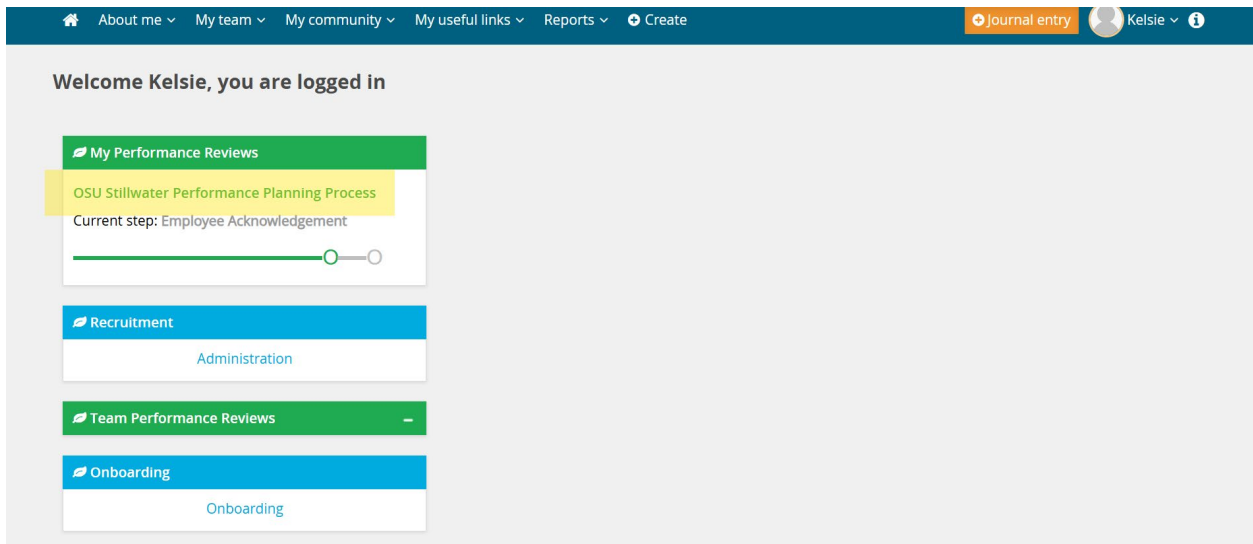 About me My team My community My useful links Reports Create Journal entry Kelsie
Welcome Kelsie, you are logged in
My Performance Reviews
OSU Stillwater Performance Planning Process
Current step: Employee Acknowledgement
Recruitment
Administration
Team Performance Reviews
Onboarding
Onboarding